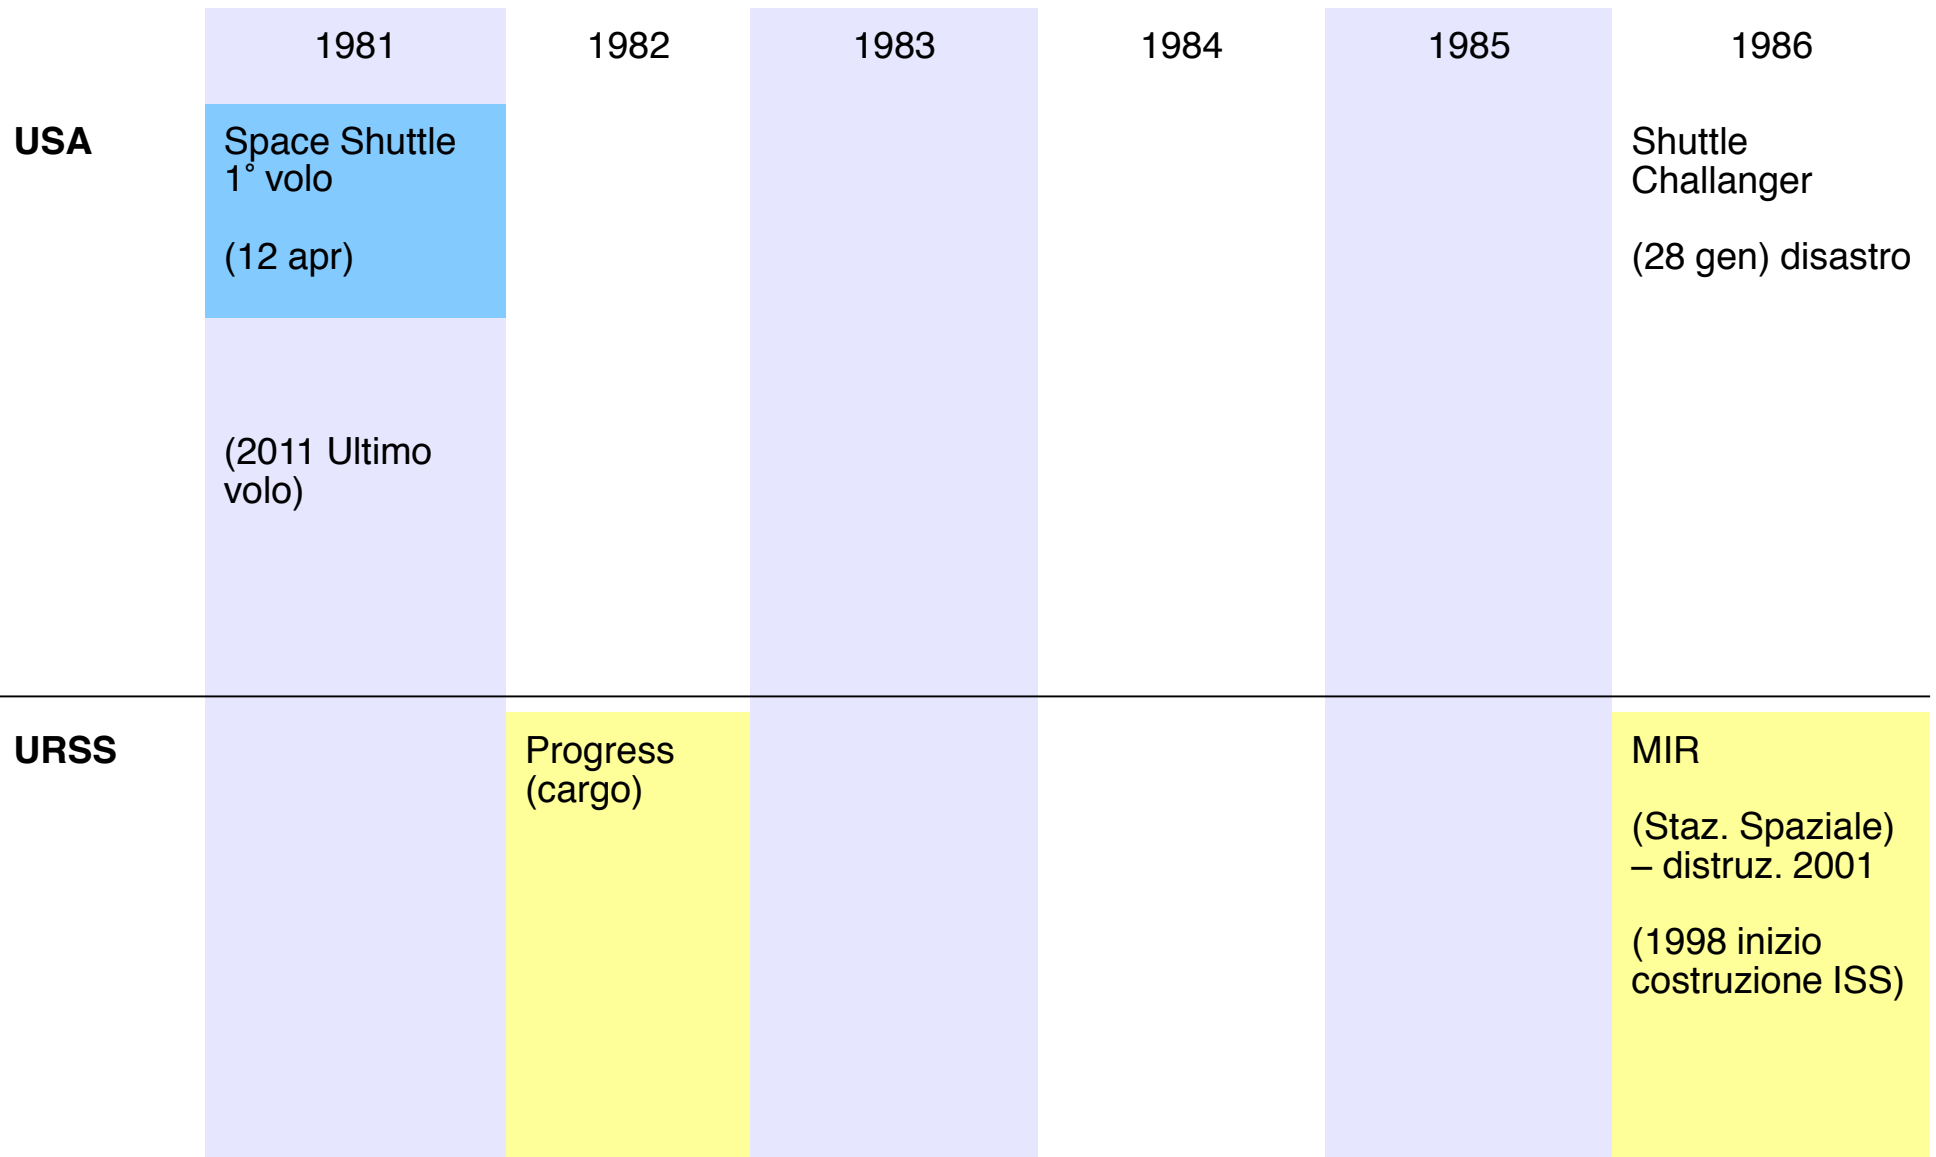 1981 1982 1983 1984 1985 1986
USA
Space Shuttle
1° volo
(12 apr)
(2011 Ultimo
volo)
Shuttle
Challanger
(28 gen) disastro
URSS
Progress
(cargo)
MIR
(Staz. Spaziale)
– distruz. 2001
(1998 inizio
costruzione ISS)